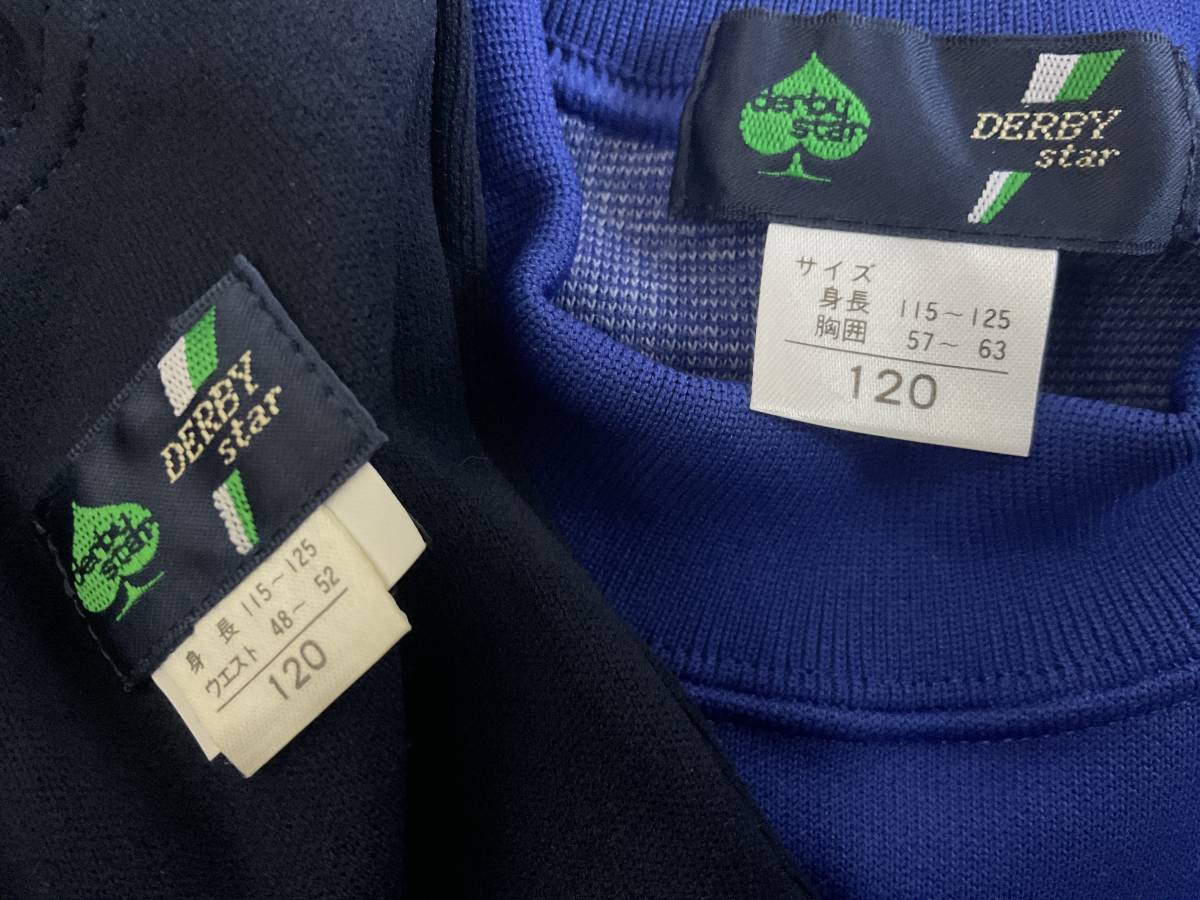 derby
star
DERBY
star
サイズ
身長 115～125
胸囲 57～ 63
120
DERBY
star
derby
star
身長 115～125
ウエスト 48～ 52
120